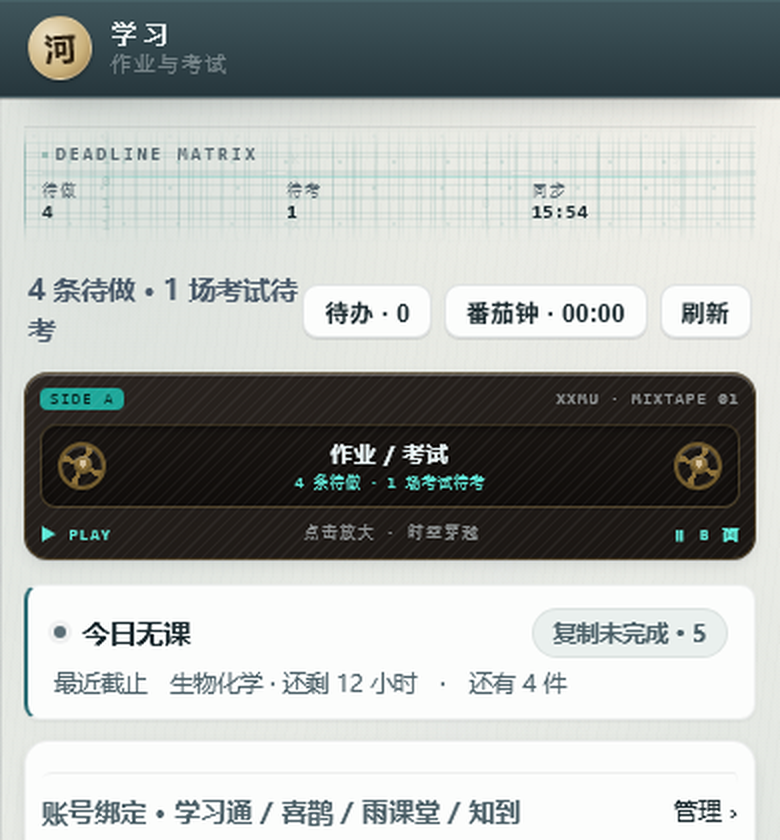 河
学习
作业与考试
DEADLINE MATRIX
待做 待考 同步
4 1 15:54
4 条待做 • 1 场考试待考
待办 · 0 番茄钟 · 00:00 刷新
SIDE A XXMU · MIXTAPE 01
作业 / 考试
4 条待做 · 1 场考试待考
▶ PLAY 点击放大 · 时空穿越 ⏸ B 面
今日无课 复制未完成 • 5
最近截止 生物化学 · 还剩 12 小时 · 还有 4 件
账号绑定 • 学习通 / 喜鹊 / 雨课堂 / 知到 管理 ›